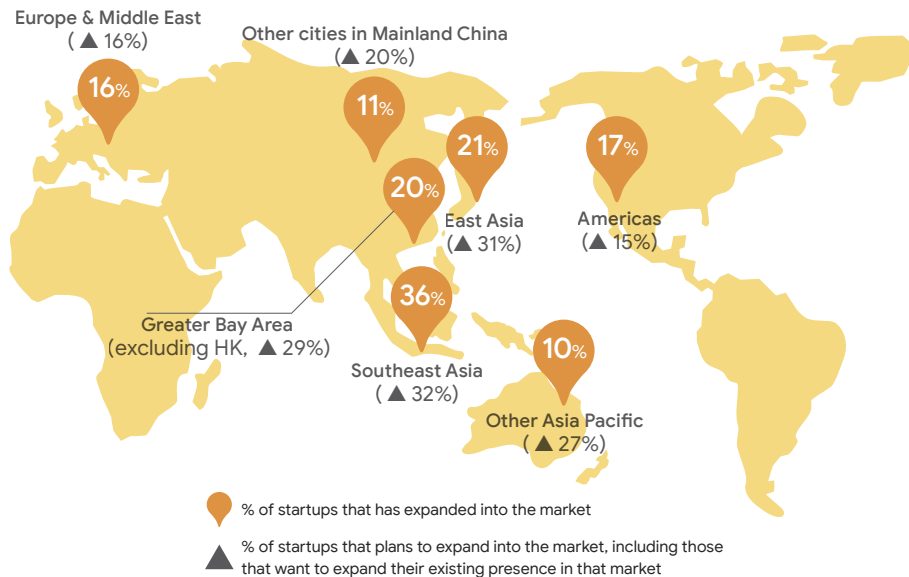 Europe & Middle East
( ▲ 16%)
16%
Other cities in Mainland China
(▲ 20%)
11%
21%
East Asia
(▲ 31%)
17%
Americas
(▲ 15%)
20%
Greater Bay Area
(excluding HK, ▲ 29%)
36%
Southeast Asia
( ▲ 32%)
10%
Other Asia Pacific
( ▲ 27%)
% of startups that has expanded into the market
% of startups that plans to expand into the market, including those
that want to expand their existing presence in that market